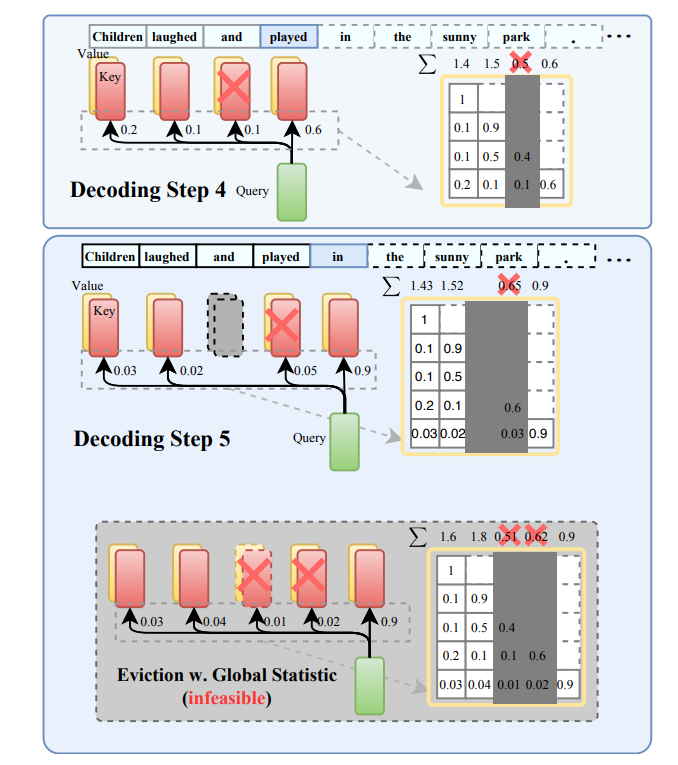 Children laughed and played in the sunny park . ...
Value
Key
∑ 1.4 1.5 0.5 0.6
1
0.1 0.9
0.1 0.5 0.4
0.2 0.1 0.1 0.6
0.2 0.1 0.1 0.6
Decoding Step 4
Query
Children laughed and played in the sunny park . ...
Value
Key
∑ 1.43 1.52 0.65 0.9
1
0.1 0.9
0.1 0.5
0.2 0.1 0.6
0.03 0.02 0.03 0.9
0.03 0.02 0.05 0.9
Decoding Step 5
Query
∑ 1.6 1.8 0.51 0.62 0.9
1
0.1 0.9
0.1 0.5 0.4
0.2 0.1 0.1 0.6
0.03 0.04 0.01 0.02 0.9
0.03 0.04 0.01 0.02 0.9
Eviction w. Global Statistic
(infeasible)